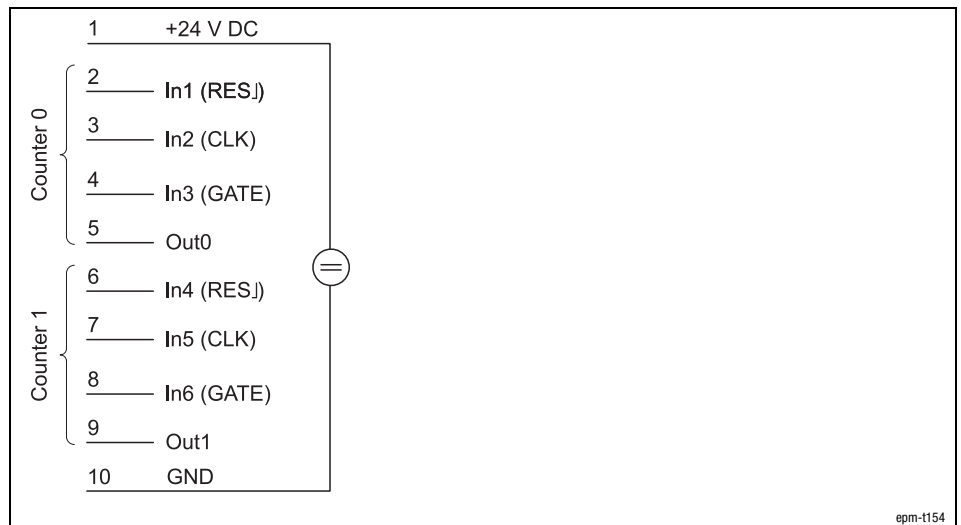 1 +24 V DC
Counter 0
2 In1 (RES⅃)
3 In2 (CLK)
4 In3 (GATE)
5 Out0
Counter 1
6 In4 (RES⅃)
7 In5 (CLK)
8 In6 (GATE)
9 Out1
10 GND
epm-t154